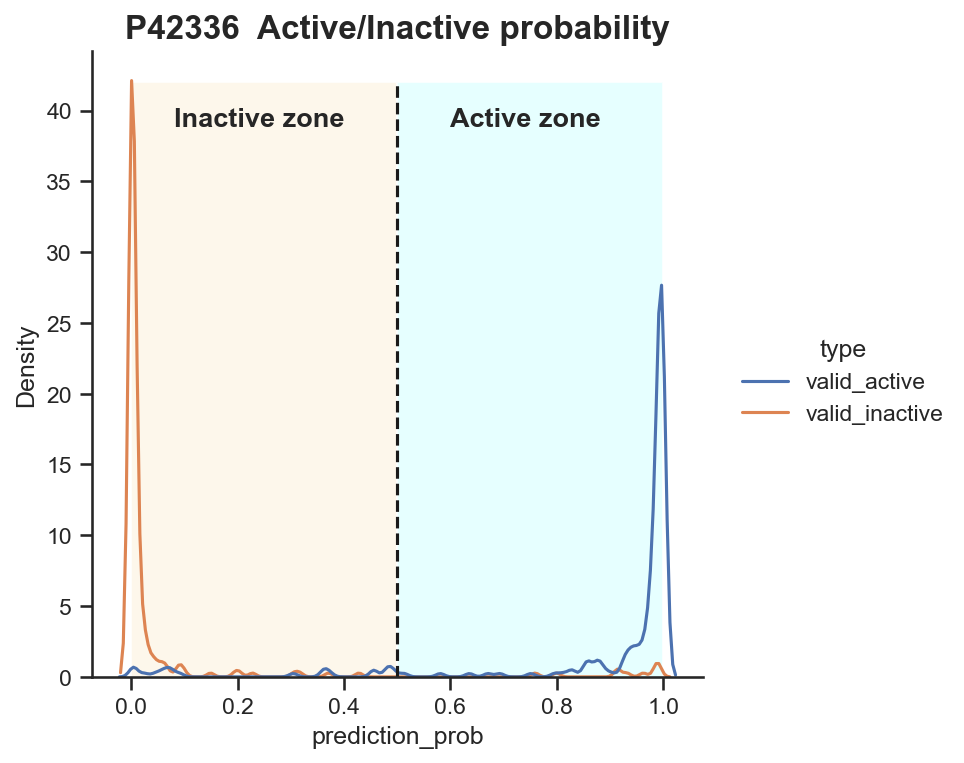 P42336  Active/Inactive probability
Inactive zone
Active zone
Density
40
35
30
25
20
15
10
5
0
0.0
0.2
0.4
0.6
0.8
1.0
prediction_prob
type
valid_active
valid_inactive